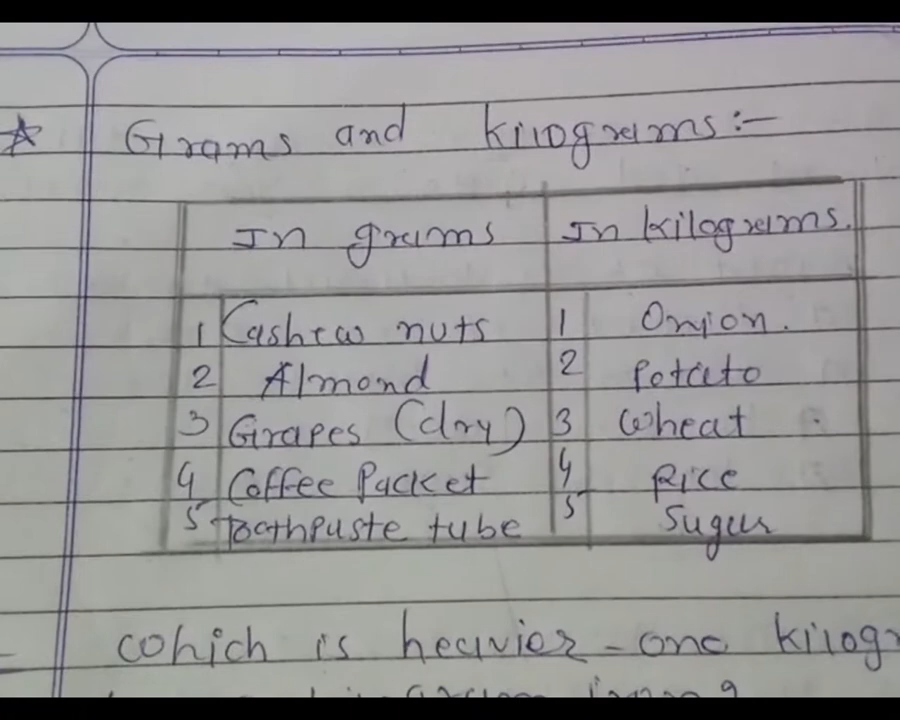 ☆ Grams and kilograms:-
In grams In kilograms.
1 Cashew nuts 1 Onion.
2 Almond 2 Potato
3 Grapes (dry) 3 Wheat
4 Coffee Packet 4 Rice
5 Toothpaste tube 5 Sugar
Which is heavier - one kilogr